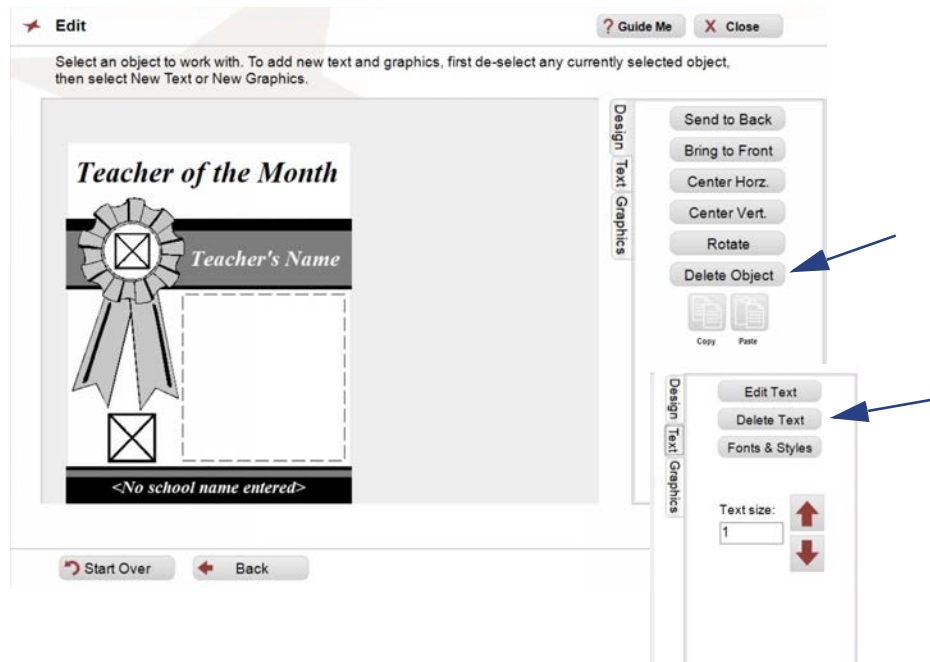 Edit
? Guide Me
X Close
Select an object to work with. To add new text and graphics, first de-select any currently selected object,
then select New Text or New Graphics.
Design
Text
Graphics
Send to Back
Bring to Front
Center Horz.
Center Vert.
Rotate
Delete Object
Copy
Paste
Teacher of the Month
Teacher's Name
<No school name entered>
Design
Text
Graphics
Edit Text
Delete Text
Fonts & Styles
Text size:
1
Start Over
Back